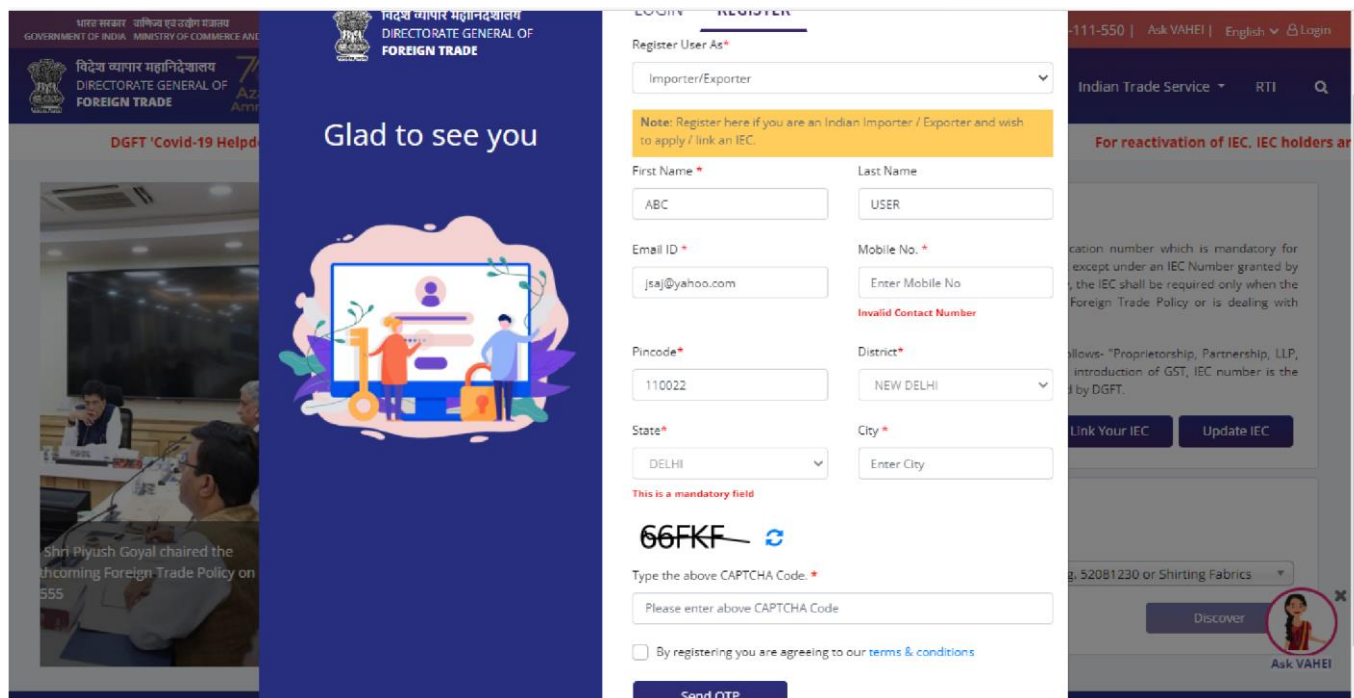 भारत सरकार वाणिज्य एवं उद्योग मंत्रालय
GOVERNMENT OF INDIA MINISTRY OF COMMERCE AND
विदेश व्यापार महानिदेशालय
DIRECTORATE GENERAL OF
FOREIGN TRADE
DGFT 'Covid-19 Helpd
Shri Piyush Goyal chaired the
thcoming Foreign Trade Policy on
555
विदेश व्यापार महानिदेशालय
DIRECTORATE GENERAL OF
FOREIGN TRADE
Glad to see you
LOGIN REGISTER
Register User As*
Importer/Exporter
Note: Register here if you are an Indian Importer / Exporter and wish
to apply / link an IEC.
First Name * Last Name
ABC USER
Email ID * Mobile No. *
jsaj@yahoo.com Enter Mobile No
Invalid Contact Number
Pincode* District*
110022 NEW DELHI
State* City *
DELHI Enter City
This is a mandatory field
66FKF
Type the above CAPTCHA Code. *
Please enter above CAPTCHA Code
By registering you are agreeing to our terms & conditions
Send OTP
-111-550 | Ask VAHEI | English Login
Indian Trade Service RTI
For reactivation of IEC, IEC holders ar
cation number which is mandatory for
except under an IEC Number granted by
, the IEC shall be required only when the
Foreign Trade Policy or is dealing with
ollows- "Proprietorship, Partnership, LLP,
introduction of GST, IEC number is the
d by DGFT.
Link Your IEC Update IEC
g. 52081230 or Shirting Fabrics
Discover
Ask VAHEI